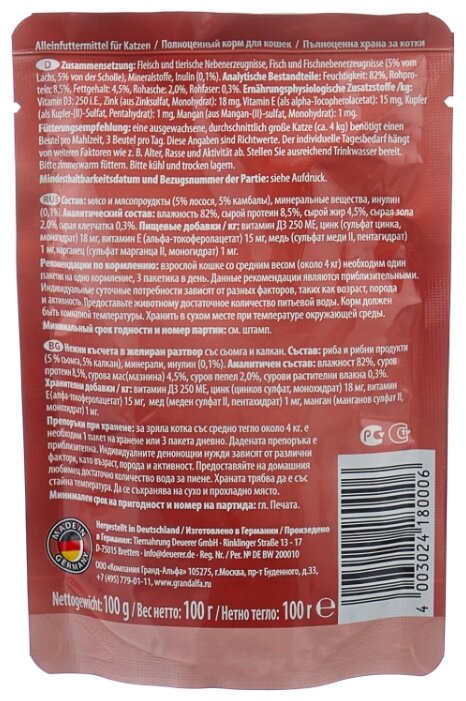 Alleinfuttermittel für Katzen / Полноценный корм для кошек / Пълноценна храна за котки
D Zusammensetzung: Fleisch und tierische Nebenerzeugnisse, Fisch und Fischnebenerzeugnisse (5% vom
Lachs, 5% von der Scholle), Mineralstoffe, Inulin (0,1%). Analytische Bestandteile: Feuchtigkeit: 82%, Rohpro-
tein: 8,5%, Fettgehalt: 4,5%, Rohasche: 2,0%, Rohfaser: 0,3%. Ernährungsphysiologische Zusatzstoffe /kg:
Vitamin D3: 250 I.E., Zink (aus Zinksulfat, Monohydrat): 18 mg, Vitamin E (als alpha-Tocopherolacetat): 15 mg, Kupfer
(als Kupfer-(II)-Sulfat, Pentahydrat): 1 mg, Mangan (aus Mangan-(II)-sulfat, Monohydrat): 1 mg.
Fütterungsempfehlung: eine ausgewachsene, durchschnittlich große Katze (ca. 4 kg) benötigt einen
Beutel pro Mahlzeit, 3 Beutel pro Tag. Diese Angaben sind Richtwerte. Der individuelle Tagesbedarf hängt
von weiteren Faktoren wie z. B. Alter, Rasse und Aktivität ab. Stellen Sie ausreichend Trinkwasser bereit.
Bitte zimmerwarm füttern. Bitte kühl und trocken lagern.
Mindesthaltbarkeitsdatum und Bezugsnummer der Partie: siehe Aufdruck.
RUS Состав: мясо и мясопродукты (5% лосося, 5% камбалы), минеральные вещества, инулин
(0,1%). Аналитический состав: влажность 82%, сырой протеин 8,5%, сырой жир 4,5%, сырая зола
2,0%, сырая клетчатка 0,3%. Пищевые добавки / кг: витамин Д3 250 МЕ, цинк (сульфат цинка,
моногидрат) 18 мг, витамин Е (альфа-токоферолацетат) 15 мг, медь (сульфат меди II, пентагидрат)
1 мг, марганец (сульфат марганца II, моногидрат) 1 мг.
Рекомендации по кормлению: взрослой кошке со средним весом (около 4 кг) необходим один
пакетик на одно кормление, 3 пакетика в день. Данные рекомендации являются приблизительными.
Индивидуальные суточные потребности зависят от разных факторов, таких как возраст, порода
и активность. Предоставьте животному достаточное количество питьевой воды. Корм должен
быть комнатной температуры. Хранить в сухом месте при температуре окружающей среды.
Минимальный срок годности и номер партии: см. штамп.
BG Нежни късчета в желиран разтвор със сьомга и калкан. Състав: риба и рибни продукти
(5 % сьомга, 5% калкан), минерали, инулин (0,1%). Аналитичен състав: влажност 82%, суров
протеин 8,5%, сурова мас(мазнина) 4,5%, суров пепел 2,0%, сурови растителни влакна 0,3%.
Хранителни добавки / кг: витамин Д3 250 МЕ, цинк (цинков сулфат, монохидрат) 18 мг, витамин
Е(алфа-токоферолацетат) 15 мг, мед (меден сулфат II, пентахидрат) 1 мг, манган (манганов сулфат II,
монохидрат) 1 мг.
Препоръки при хранене: за зряла котка със средно тегло около 4 кг. е
необходим 1 пакет на хранене или 3 пакета дневно. Дадената препоръка е
приблизителна. Индивидуалните денонощни нужди зависят от различни
фактори, като възраст, порода и активност. Предоставяйте на домашния
любимец достатъчно количество вода за пиене. Храната трябва да е със
стайна температура. Да се съхранява на сухо и прохладно място.
Минимален срок на пригодност и номер на партида: гл. Печата.
MADE IN
GERMANY
Hergestellt in Deutschland / Изготовлено в Германии / Произведено
в Германия: Tiernahrung Deuerer GmbH - Rinklinger Straße 13 - 17
D-75015 Bretten - info@deuerer.de - Reg. Nr. / Рег. Nr. DE BW 200010
ООО «Компания Гранд-Альфа» 105275, г.Москва, пр-т Буденного, д.33,
т. +7 (495) 779-01-11, www.grandalfa.ru
Nettogewicht: 100 g / Вес нетто: 100 г / Нетно тегло: 100 г e
4 003024 180006